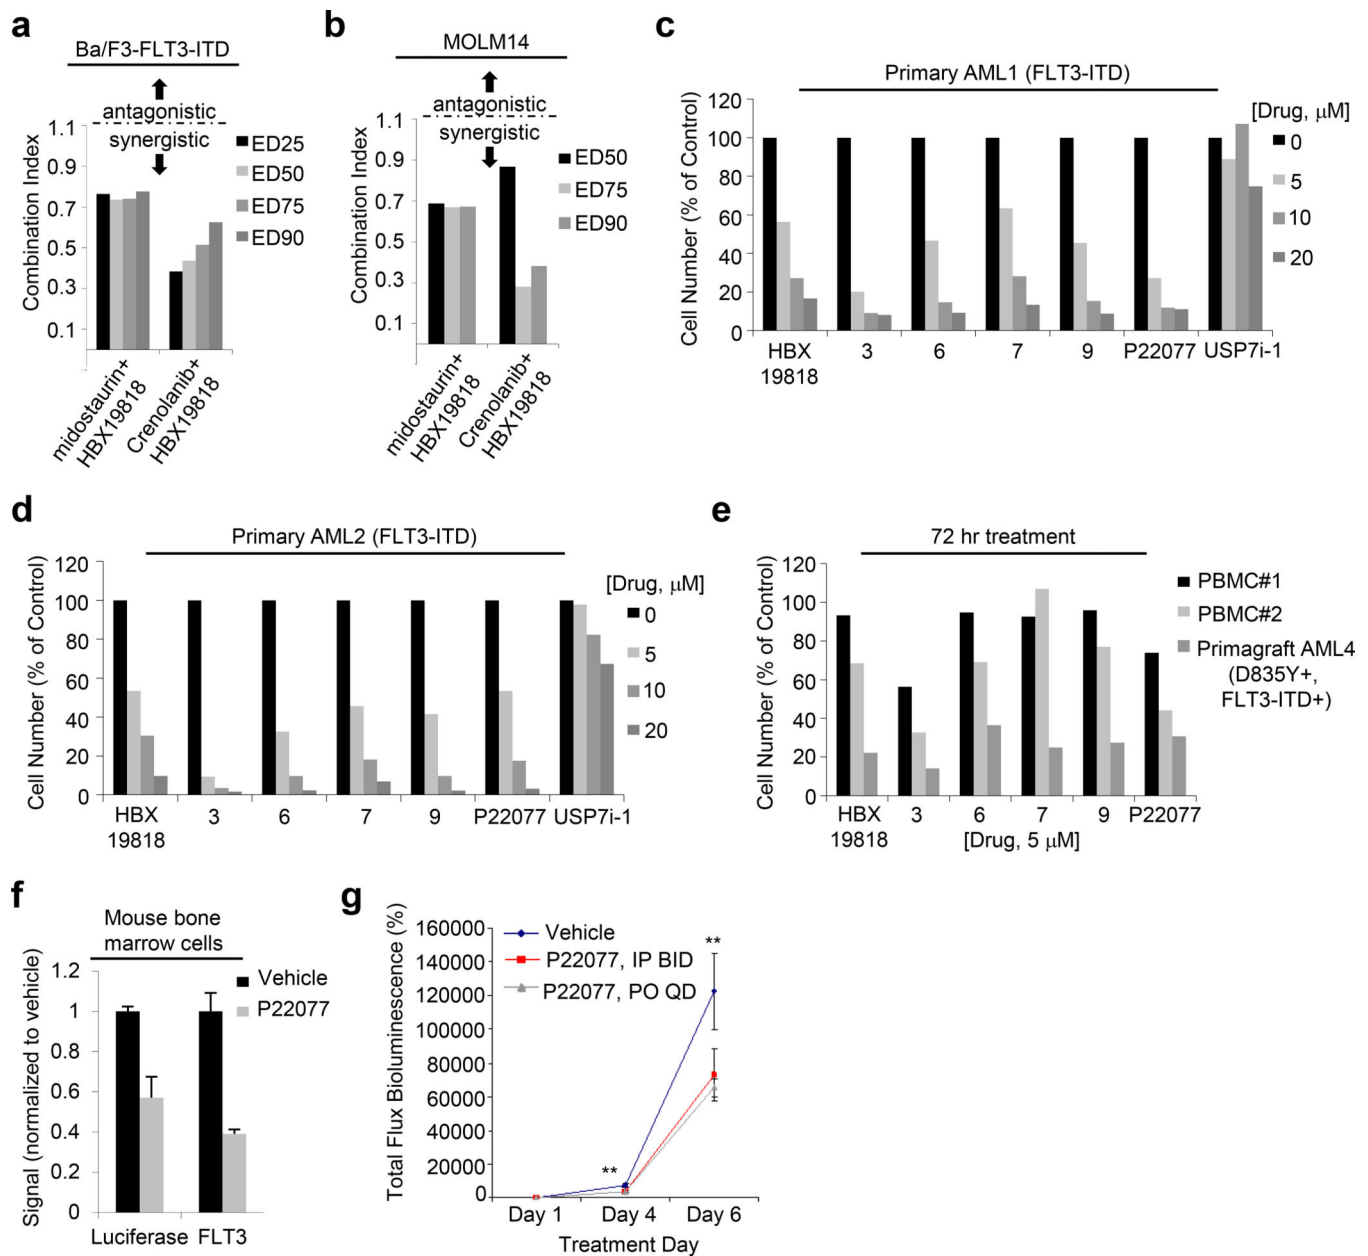 a
Ba/F3-FLT3-ITD
antagonistic
synergistic
Combination Index
1.1
0.9
0.7
0.5
0.3
0.1
ED25
ED50
ED75
ED90
midostaurin+
HBX19818
Crenolanib+
HBX19818
b
MOLM14
antagonistic
synergistic
Combination Index
1.1
0.9
0.7
0.5
0.3
0.1
ED50
ED75
ED90
midostaurin+
HBX19818
Crenolanib+
HBX19818
c
Primary AML1 (FLT3-ITD)
Cell Number (% of Control)
120
100
80
60
40
20
0
[Drug, µM]
0
5
10
20
HBX
19818
3
6
7
9
P22077
USP7i-1
d
Primary AML2 (FLT3-ITD)
Cell Number (% of Control)
120
100
80
60
40
20
0
[Drug, µM]
0
5
10
20
HBX
19818
3
6
7
9
P22077
USP7i-1
e
72 hr treatment
Cell Number (% of Control)
120
100
80
60
40
20
0
PBMC#1
PBMC#2
Primagraft AML4
(D835Y+,
FLT3-ITD+)
HBX
19818
3
6
7
9
P22077
[Drug, 5 µM]
f
Mouse bone
marrow cells
Signal (normalized to vehicle)
1.2
1
0.8
0.6
0.4
0.2
0
Vehicle
P22077
Luciferase
FLT3
g
Total Flux Bioluminescence (%)
160000
140000
120000
100000
80000
60000
40000
20000
0
Vehicle
P22077, IP BID
P22077, PO QD
**
**
Day 1
Day 4
Day 6
Treatment Day